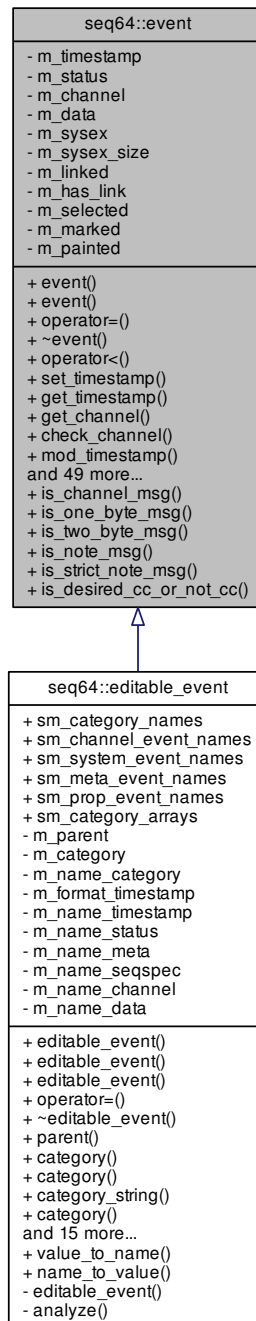 seq64::event
- m_timestamp
- m_status
- m_channel
- m_data
- m_sysex
- m_sysex_size
- m_linked
- m_has_link
- m_selected
- m_marked
- m_painted
+ event()
+ event()
+ operator=()
+ ~event()
+ operator<()
+ set_timestamp()
+ get_timestamp()
+ get_channel()
+ check_channel()
+ mod_timestamp()
and 49 more...
+ is_channel_msg()
+ is_one_byte_msg()
+ is_two_byte_msg()
+ is_note_msg()
+ is_strict_note_msg()
+ is_desired_cc_or_not_cc()
seq64::editable_event
+ sm_category_names
+ sm_channel_event_names
+ sm_system_event_names
+ sm_meta_event_names
+ sm_prop_event_names
+ sm_category_arrays
- m_parent
- m_category
- m_name_category
- m_format_timestamp
- m_name_timestamp
- m_name_status
- m_name_meta
- m_name_seqspec
- m_name_channel
- m_name_data
+ editable_event()
+ editable_event()
+ editable_event()
+ operator=()
+ ~editable_event()
+ parent()
+ category()
+ category()
+ category_string()
+ category()
and 15 more...
+ value_to_name()
+ name_to_value()
- editable_event()
- analyze()